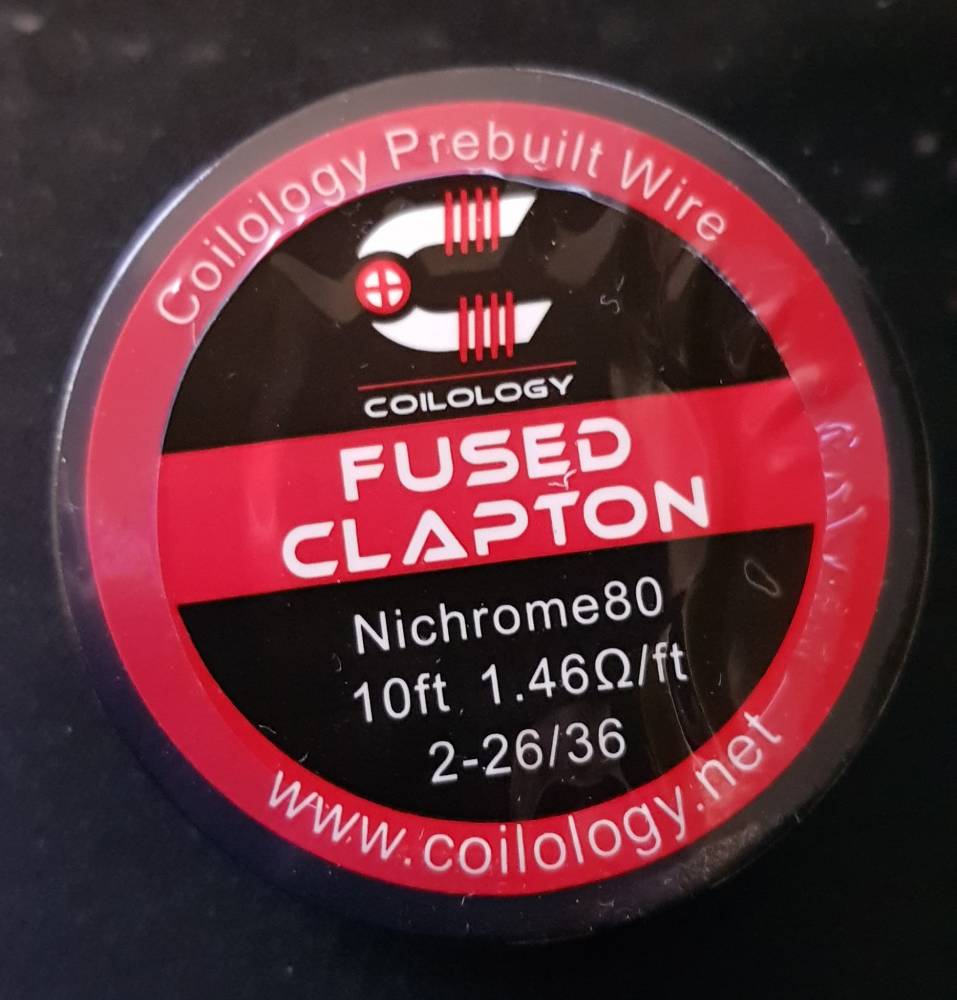 Coilology Prebuilt Wire
COILOLOGY
FUSED
CLAPTON
Nichrome80
10ft 1.46Ω/ft
2-26/36
www.coilology.net